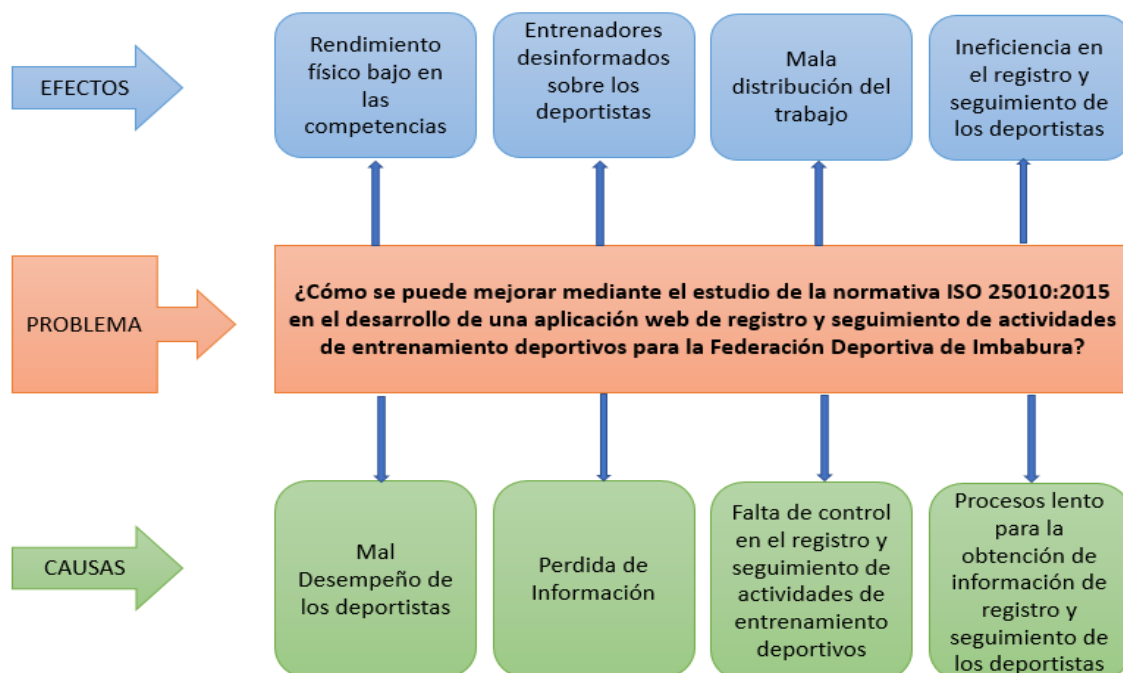 EFECTOS
Rendimiento
físico bajo en
las
competencias
Entrenadores
desinformados
sobre los
deportistas
Mala
distribución del
trabajo
Ineficiencia en
el registro y
seguimiento de
los deportistas
PROBLEMA
¿Cómo se puede mejorar mediante el estudio de la normativa ISO 25010:2015
en el desarrollo de una aplicación web de registro y seguimiento de actividades
de entrenamiento deportivos para la Federación Deportiva de Imbabura?
CAUSAS
Mal
Desempeño de
los deportistas
Perdida de
Información
Falta de control
en el registro y
seguimiento de
actividades de
entrenamiento
deportivos
Procesos lento
para la
obtención de
información de
registro y
seguimiento de
los deportistas